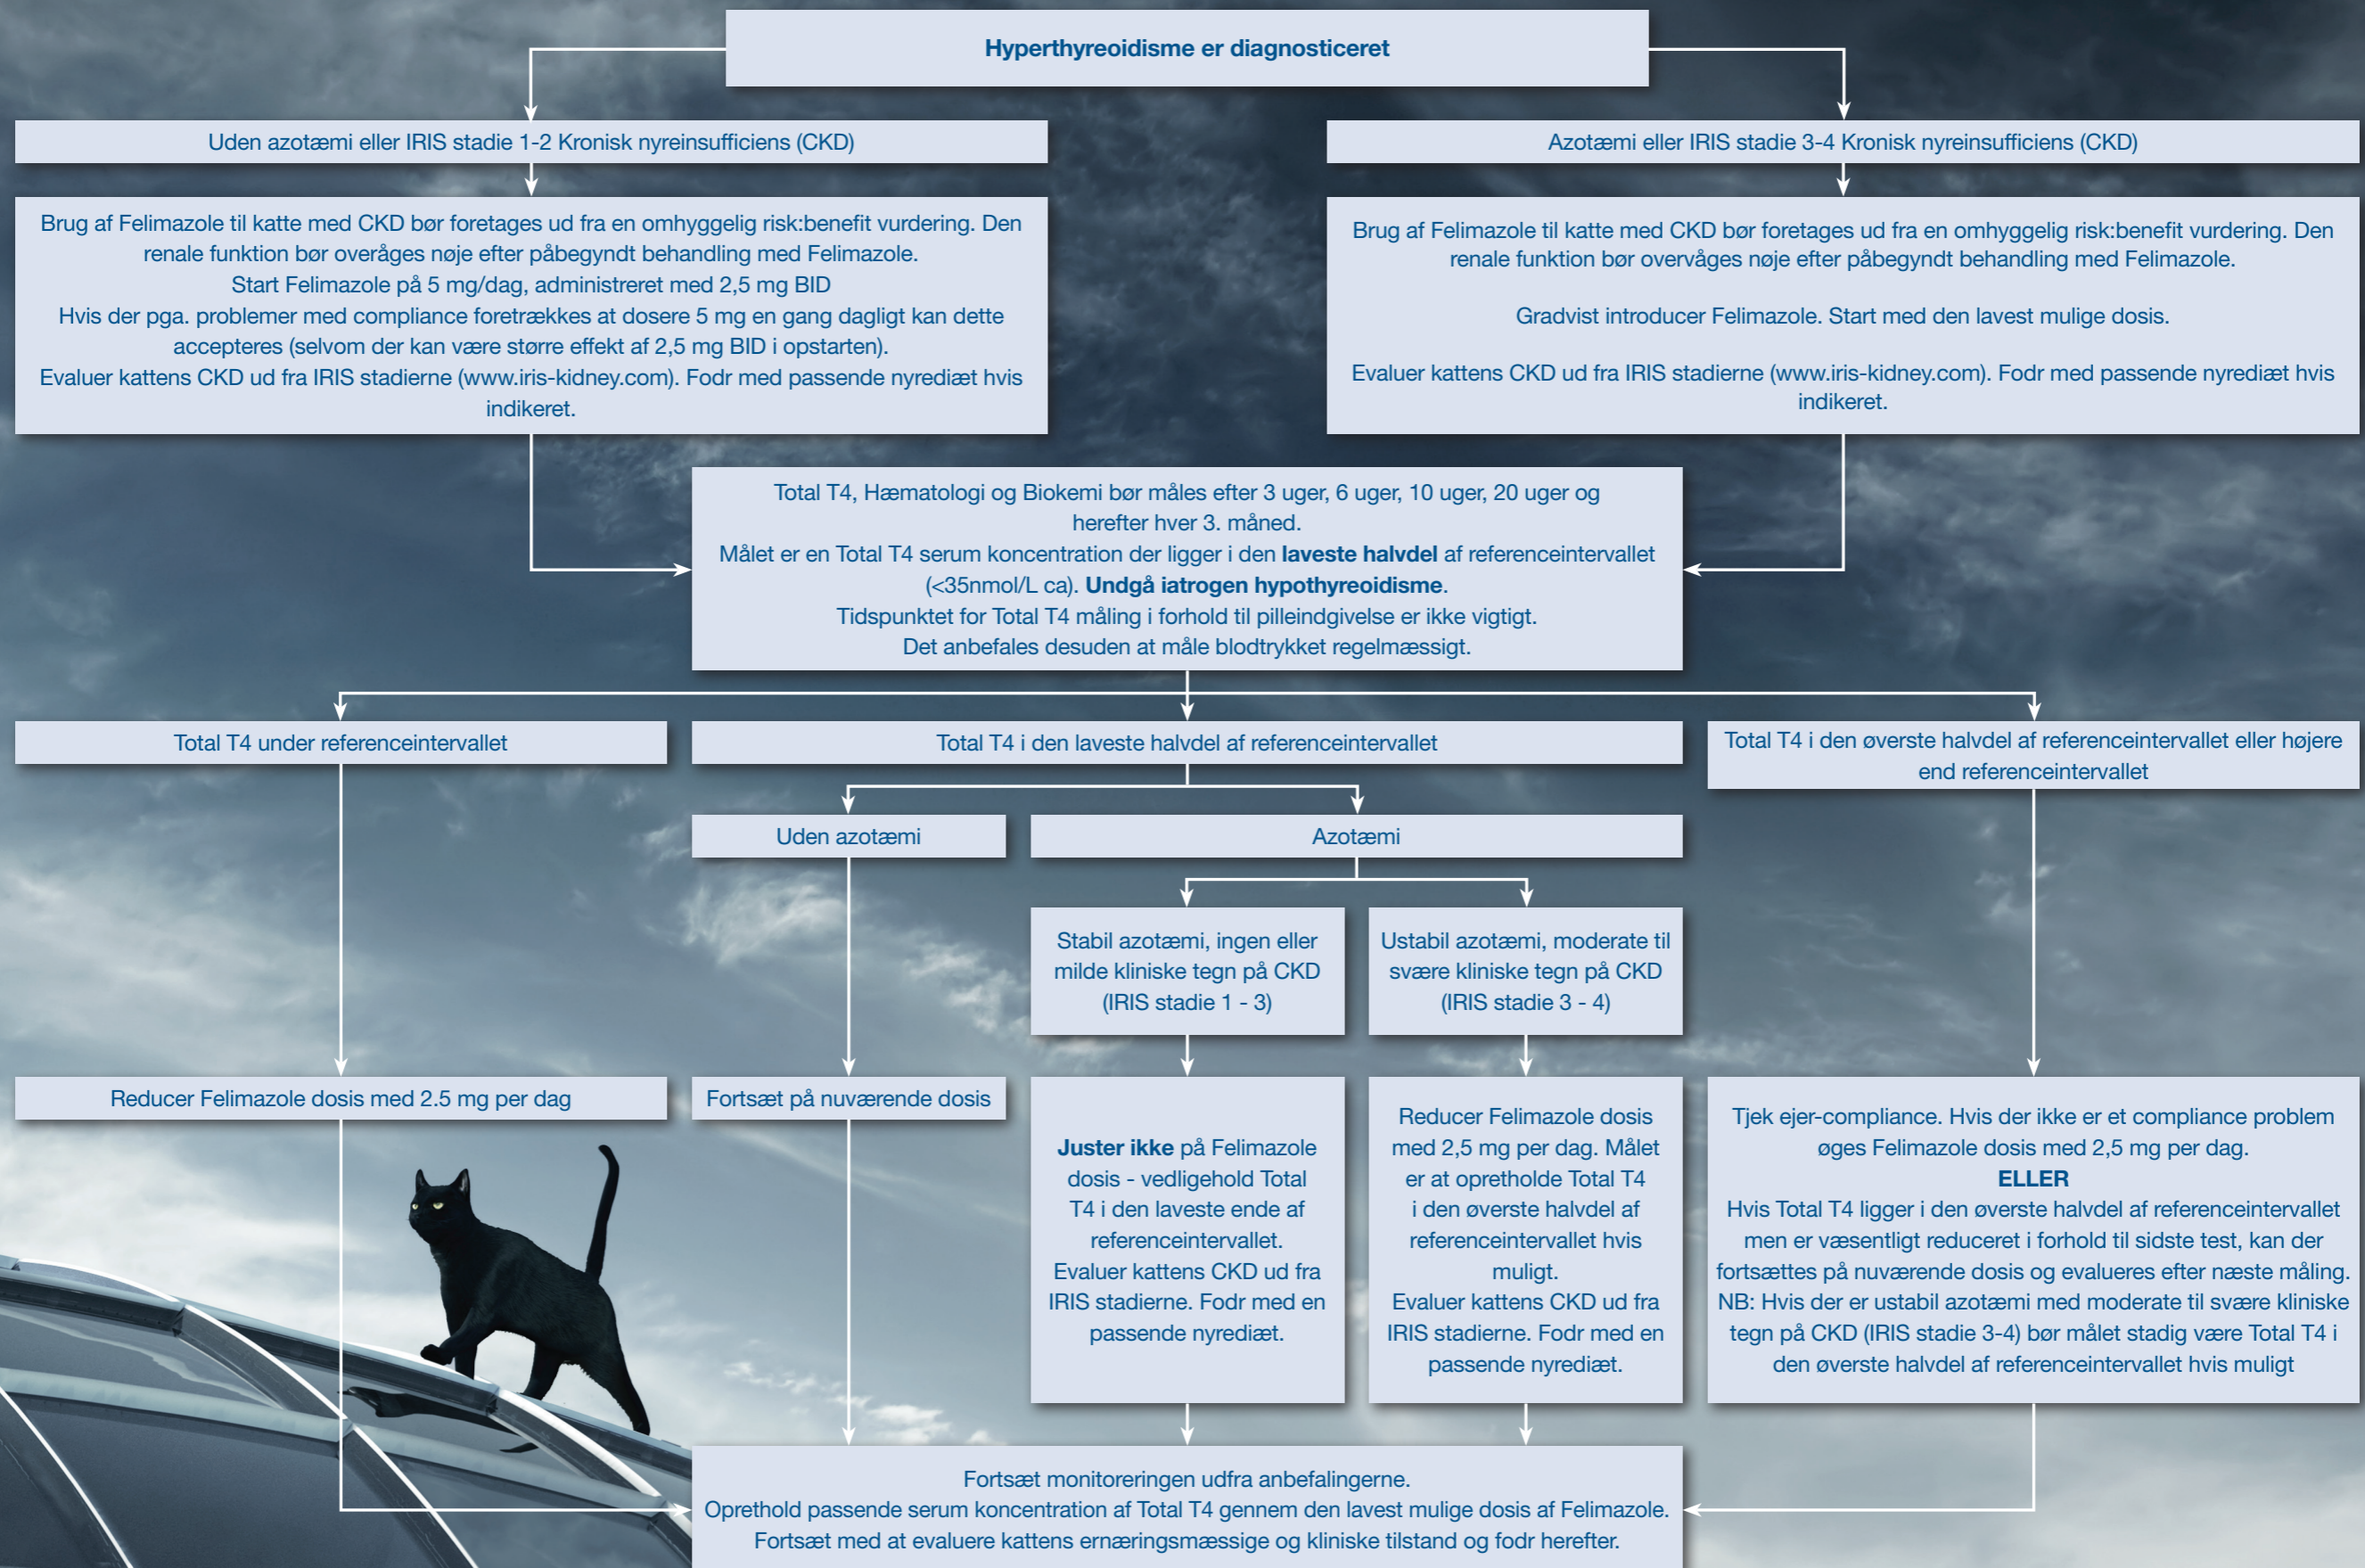 Hyperthyreoidisme er diagnosticeret
Uden azotæmi eller IRIS stadie 1-2 Kronisk nyreinsufficiens (CKD)
Azotæmi eller IRIS stadie 3-4 Kronisk nyreinsufficiens (CKD)
Brug af Felimazole til katte med CKD bør foretages ud fra en omhyggelig risk:benefit vurdering. Den
renale funktion bør overåges nøje efter påbegyndt behandling med Felimazole.
Start Felimazole på 5 mg/dag, administreret med 2,5 mg BID
Hvis der pga. problemer med compliance foretrækkes at dosere 5 mg en gang dagligt kan dette
accepteres (selvom der kan være større effekt af 2,5 mg BID i opstarten).
Evaluer kattens CKD ud fra IRIS stadierne (www.iris-kidney.com). Fodr med passende nyrediæt hvis
indikeret.
Brug af Felimazole til katte med CKD bør foretages ud fra en omhyggelig risk:benefit vurdering. Den
renale funktion bør overvåges nøje efter påbegyndt behandling med Felimazole.
Gradvist introducer Felimazole. Start med den lavest mulige dosis.
Evaluer kattens CKD ud fra IRIS stadierne (www.iris-kidney.com). Fodr med passende nyrediæt hvis
indikeret.
Total T4, Hæmatologi og Biokemi bør måles efter 3 uger, 6 uger, 10 uger, 20 uger og
herefter hver 3. måned.
Målet er en Total T4 serum koncentration der ligger i den laveste halvdel af referenceintervallet
(<35nmol/L ca). Undgå iatrogen hypothyreoidisme.
Tidspunktet for Total T4 måling i forhold til pilleindgivelse er ikke vigtigt.
Det anbefales desuden at måle blodtrykket regelmæssigt.
Total T4 under referenceintervallet
Total T4 i den laveste halvdel af referenceintervallet
Total T4 i den øverste halvdel af referenceintervallet eller højere
end referenceintervallet
Uden azotæmi
Azotæmi
Stabil azotæmi, ingen eller
milde kliniske tegn på CKD
(IRIS stadie 1 - 3)
Ustabil azotæmi, moderate til
svære kliniske tegn på CKD
(IRIS stadie 3 - 4)
Reducer Felimazole dosis med 2.5 mg per dag
Fortsæt på nuværende dosis
Juster ikke på Felimazole
dosis - vedligehold Total
T4 i den laveste ende af
referenceintervallet.
Evaluer kattens CKD ud fra
IRIS stadierne. Fodr med en
passende nyrediæt.
Reducer Felimazole dosis
med 2,5 mg per dag. Målet
er at opretholde Total T4
i den øverste halvdel af
referenceintervallet hvis
muligt.
Evaluer kattens CKD ud fra
IRIS stadierne. Fodr med en
passende nyrediæt.
Tjek ejer-compliance. Hvis der ikke er et compliance problem
øges Felimazole dosis med 2,5 mg per dag.
ELLER
Hvis Total T4 ligger i den øverste halvdel af referenceintervallet
men er væsentligt reduceret i forhold til sidste test, kan der
fortsættes på nuværende dosis og evalueres efter næste måling.
NB: Hvis der er ustabil azotæmi med moderate til svære kliniske
tegn på CKD (IRIS stadie 3-4) bør målet stadig være Total T4 i
den øverste halvdel af referenceintervallet hvis muligt
Fortsæt monitoreringen udfra anbefalingerne.
Oprethold passende serum koncentration af Total T4 gennem den lavest mulige dosis af Felimazole.
Fortsæt med at evaluere kattens ernæringsmæssige og kliniske tilstand og fodr herefter.